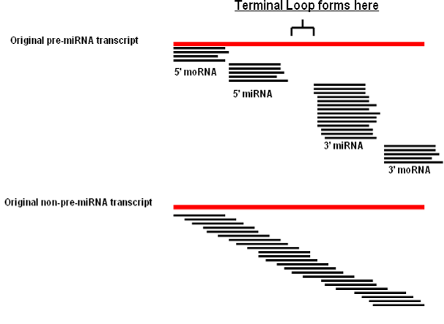 Terminal Loop forms here
Original pre-miRNA transcript
5' moRNA
5' miRNA
3' miRNA
3' moRNA
Original non-pre-miRNA transcript